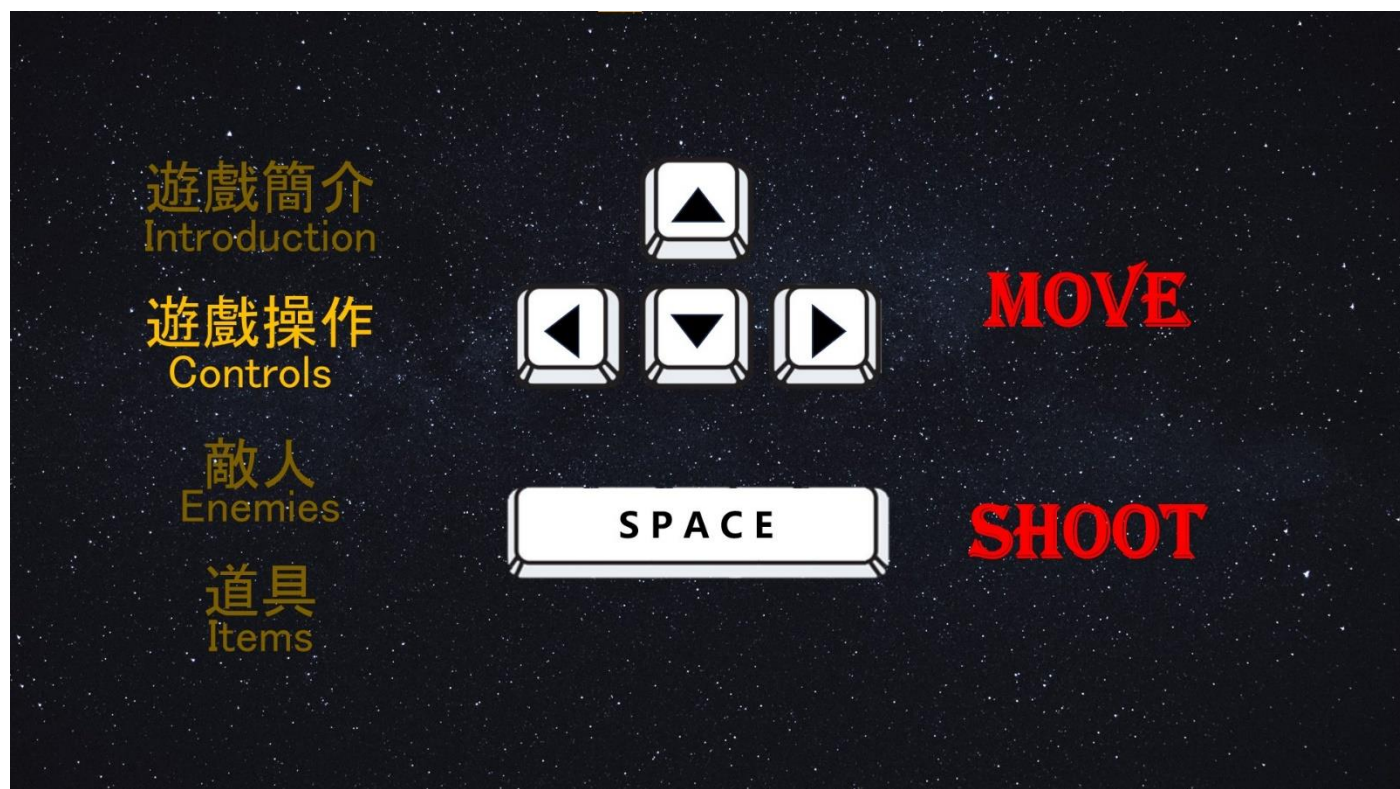 遊戲簡介
Introduction
遊戲操作
Controls
敵人
Enemies
道具
Items
MOVE
SPACE
SHOOT